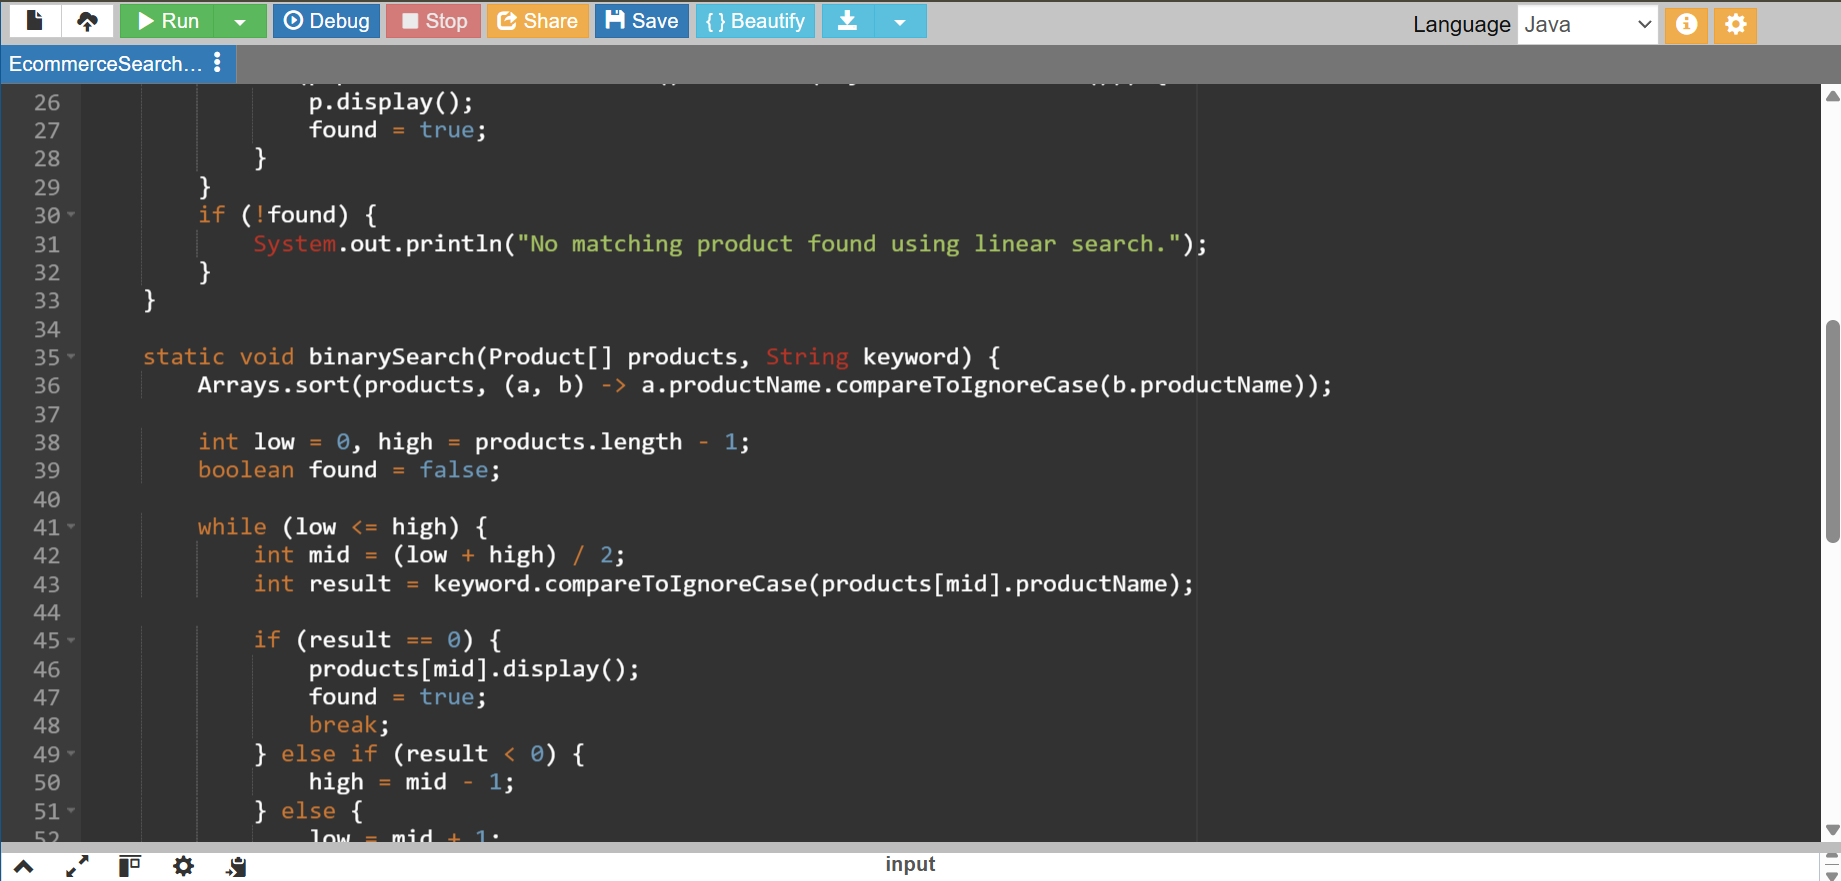 Run Debug Stop Share Save { } Beautify Language Java
EcommerceSearch...
26 p.display();
27 found = true;
28 }
29 }
30 if (!found) {
31 System.out.println("No matching product found using linear search.");
32 }
33 }
34
35 static void binarySearch(Product[] products, String keyword) {
36 Arrays.sort(products, (a, b) -> a.productName.compareToIgnoreCase(b.productName));
37
38 int low = 0, high = products.length - 1;
39 boolean found = false;
40
41 while (low <= high) {
42 int mid = (low + high) / 2;
43 int result = keyword.compareToIgnoreCase(products[mid].productName);
44
45 if (result == 0) {
46 products[mid].display();
47 found = true;
48 break;
49 } else if (result < 0) {
50 high = mid - 1;
51 } else {
52 low = mid + 1;
input